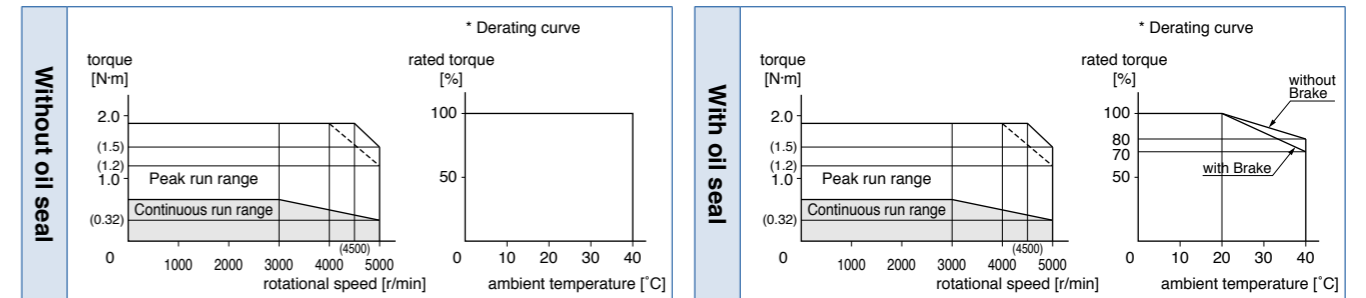 Without oil seal
* Derating curve
torque
[N·m]
2.0
(1.5)
(1.2)
1.0
(0.32)
0
Peak run range
Continuous run range
(4500)
1000 2000 3000 4000 5000
rotational speed [r/min]
rated torque
[%]
100
50
0
10 20 30 40
ambient temperature [˚C]
With oil seal
* Derating curve
torque
[N·m]
2.0
(1.5)
(1.2)
1.0
(0.32)
0
Peak run range
Continuous run range
(4500)
1000 2000 3000 4000 5000
rotational speed [r/min]
rated torque
[%]
without
Brake
100
80
70
50
with Brake
0
10 20 30 40
ambient temperature [˚C]